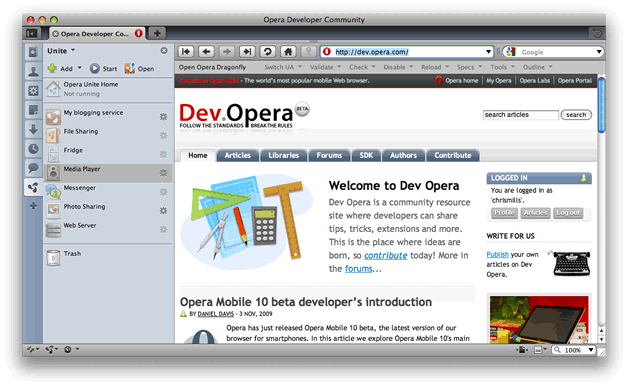 Opera Developer Community
Opera Developer Co...
http://dev.opera.com/
Google
Unite
Add Start Open
Opera Unite Home
Not running
My blogging service
File Sharing
Fridge
Media Player
Messenger
Photo Sharing
Web Server
Trash
Open Opera Dragonfly Switch UA Validate Check Disable Reload Specs Tools Outline
- The world's most popular mobile Web browser.
Opera home | My Opera | Opera Labs | Opera Portal
Dev.Opera BETA
FOLLOW THE STANDARDS BREAK THE RULES
search articles search
Home Articles Libraries Forums SDK Authors Contribute
Welcome to Dev Opera
Dev Opera is a community resource
site where developers can share
tips, tricks, extensions and more.
This is the place where ideas are
born, so contribute today! More in
the forums...
LOGGED IN
You are logged in as
'chrismills'.
Profile Articles Log out
WRITE FOR US
Publish your own
articles on Dev
Opera.
Opera Mobile 10 beta developer's introduction
BY DANIEL DAVIS · 3 NOV, 2009
Opera has just released Opera Mobile 10 beta, the latest version of our
browser for smartphones. In this article we explore Opera Mobile 10's main
100%